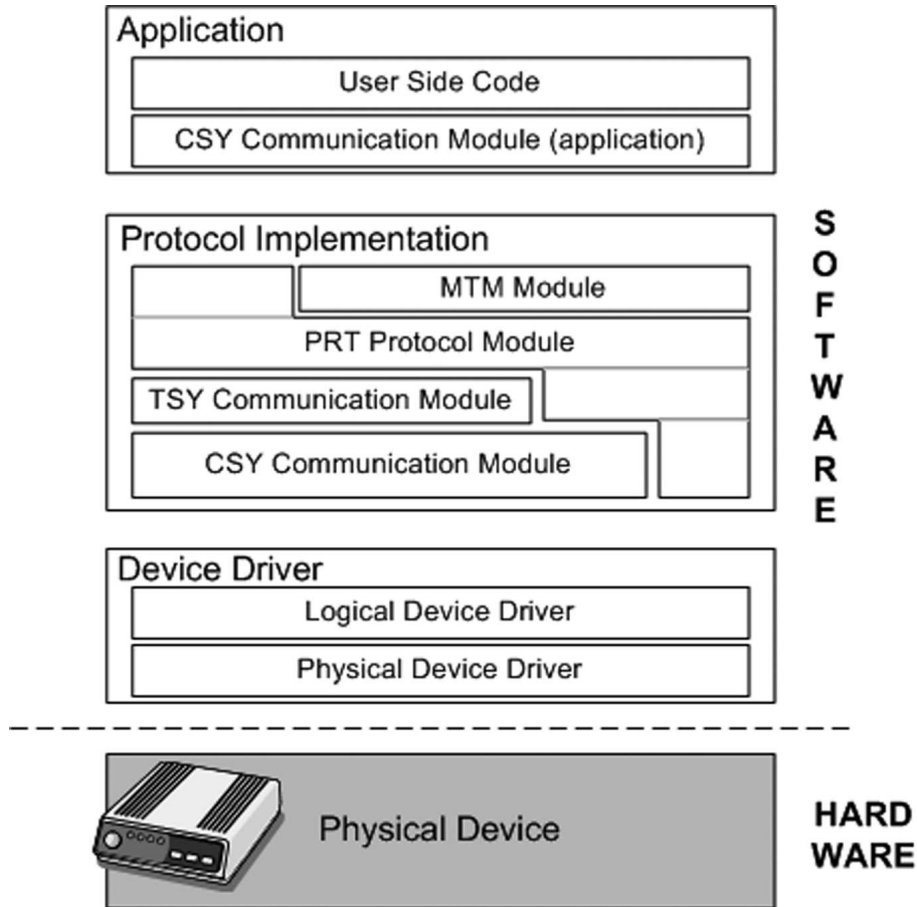 Application
User Side Code
CSY Communication Module (application)
Protocol Implementation
MTM Module
PRT Protocol Module
TSY Communication Module
CSY Communication Module
SOFTWARE
Device Driver
Logical Device Driver
Physical Device Driver
Physical Device
HARD
WARE